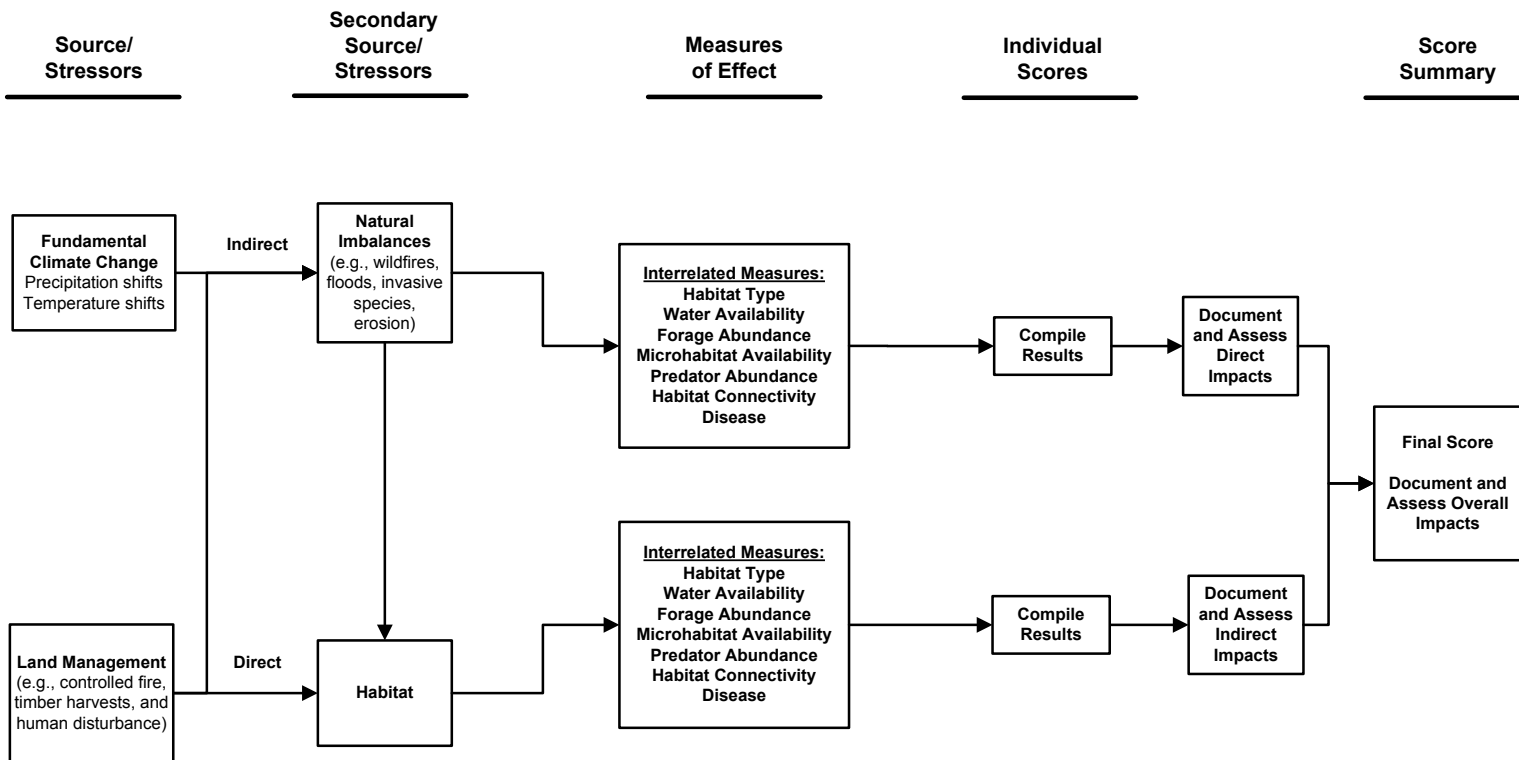 Source/
Stressors
Secondary
Source/
Stressors
Measures
of Effect
Individual
Scores
Score
Summary
Fundamental
Climate Change
Precipitation shifts
Temperature shifts
Indirect
Natural
Imbalances
(e.g., wildfires,
floods, invasive
species,
erosion)
Interrelated Measures:
Habitat Type
Water Availability
Forage Abundance
Microhabitat Availability
Predator Abundance
Habitat Connectivity
Disease
Compile
Results
Document
and Assess
Direct
Impacts
Final Score
Document and
Assess Overall
Impacts
Land Management
(e.g., controlled fire,
timber harvests, and
human disturbance)
Direct
Habitat
Interrelated Measures:
Habitat Type
Water Availability
Forage Abundance
Microhabitat Availability
Predator Abundance
Habitat Connectivity
Disease
Compile
Results
Document
and Assess
Indirect
Impacts